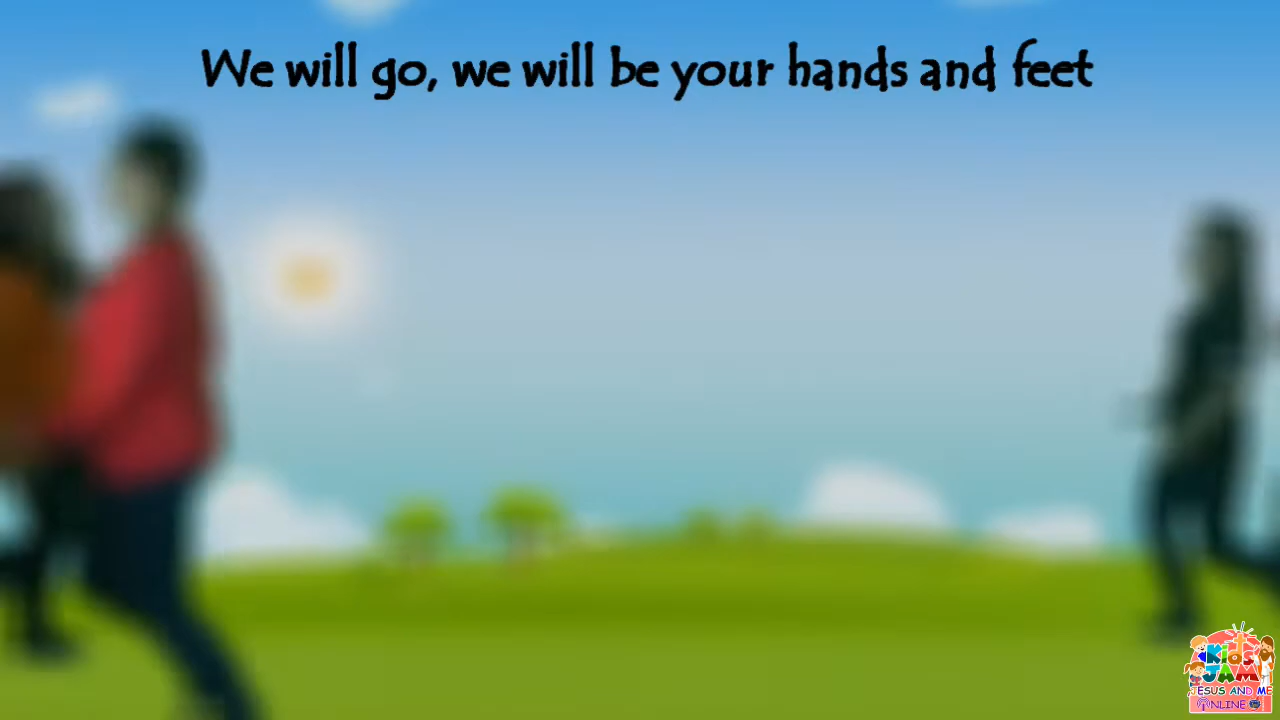 We will go, we will be your hands and feet
Kids
JAM
JESUS AND ME
ONLINE